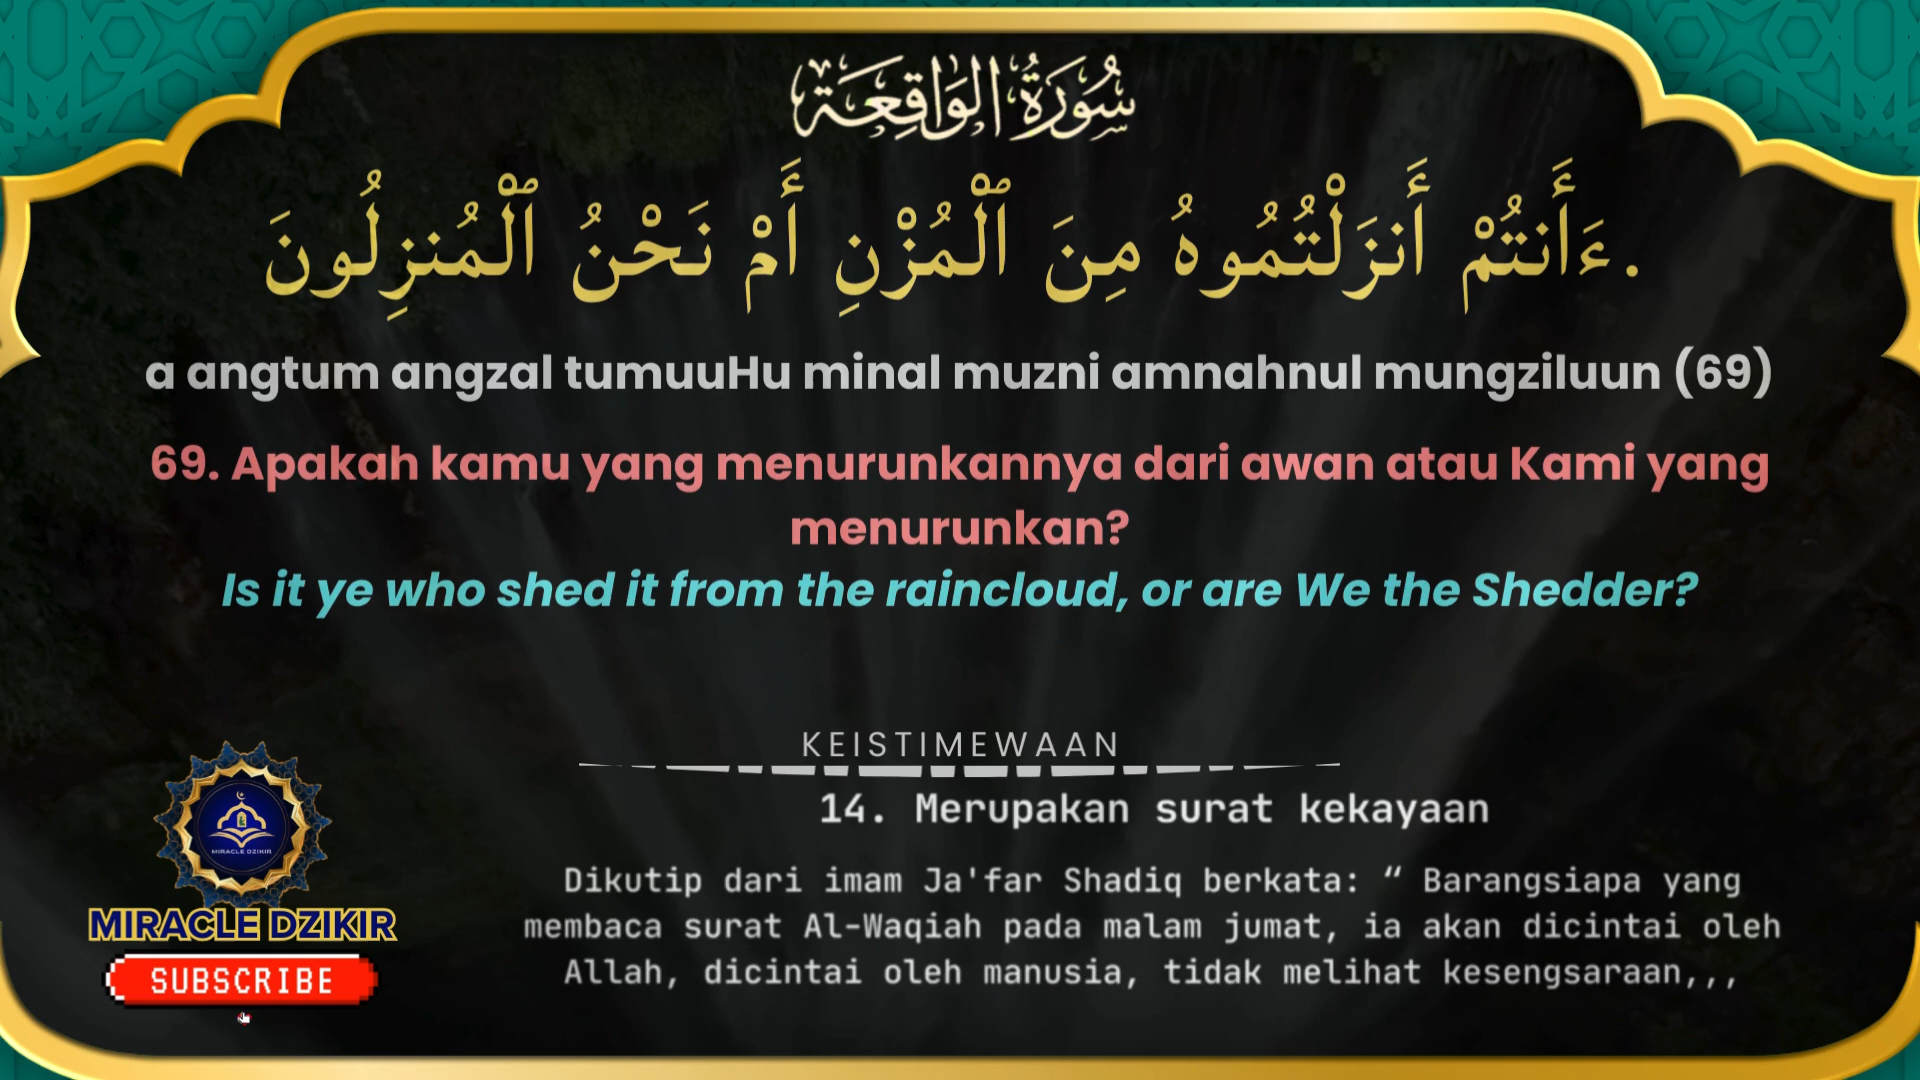 سُورَةُ الوَاقِعَة
ءَأَنتُمْ أَنزَلْتُمُوهُ مِنَ ٱلْمُزْنِ أَمْ نَحْنُ ٱلْمُنزِلُونَ.
a angtum angzal tumuuHu minal muzni amnahnul mungziluun (69)
69. Apakah kamu yang menurunkannya dari awan atau Kami yang
menurunkan?
Is it ye who shed it from the raincloud, or are We the Shedder?
KEISTIMEWAAN
14. Merupakan surat kekayaan
Dikutip dari imam Ja'far Shadiq berkata: “ Barangsiapa yang
membaca surat Al-Waqiah pada malam jumat, ia akan dicintai oleh
Allah, dicintai oleh manusia, tidak melihat kesengsaraan,,,
MIRACLE DZIKIR
MIRACLE DZIKIR
SUBSCRIBE